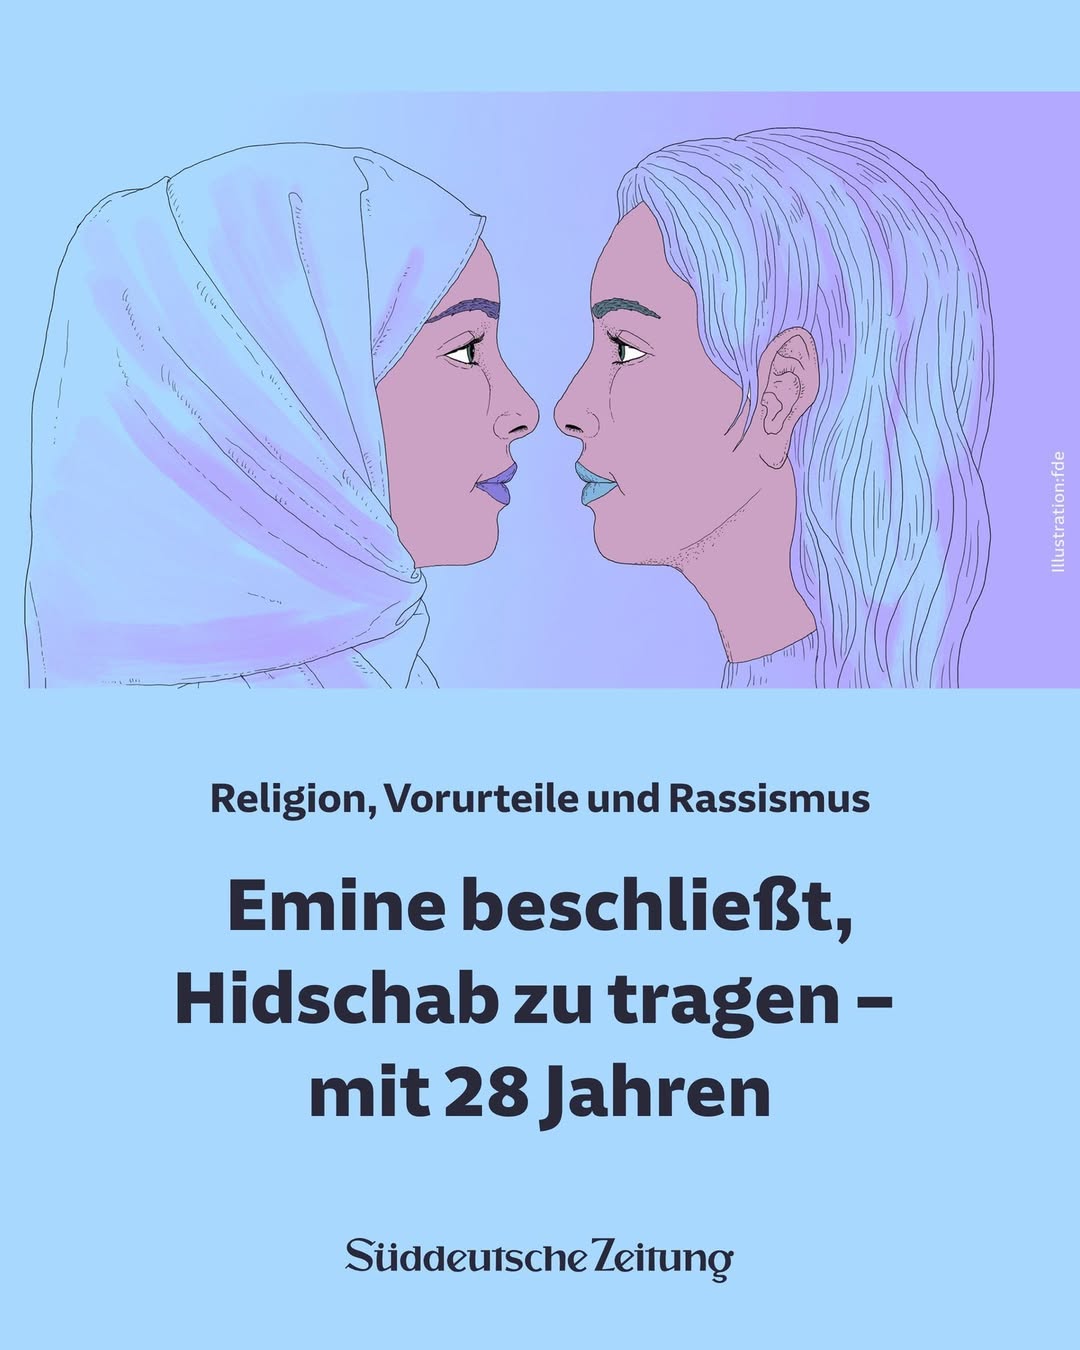 Illustration:fde
Religion, Vorurteile und Rassismus
Emine beschließt,
Hidschab zu tragen –
mit 28 Jahren
Süddeutsche Zeitung